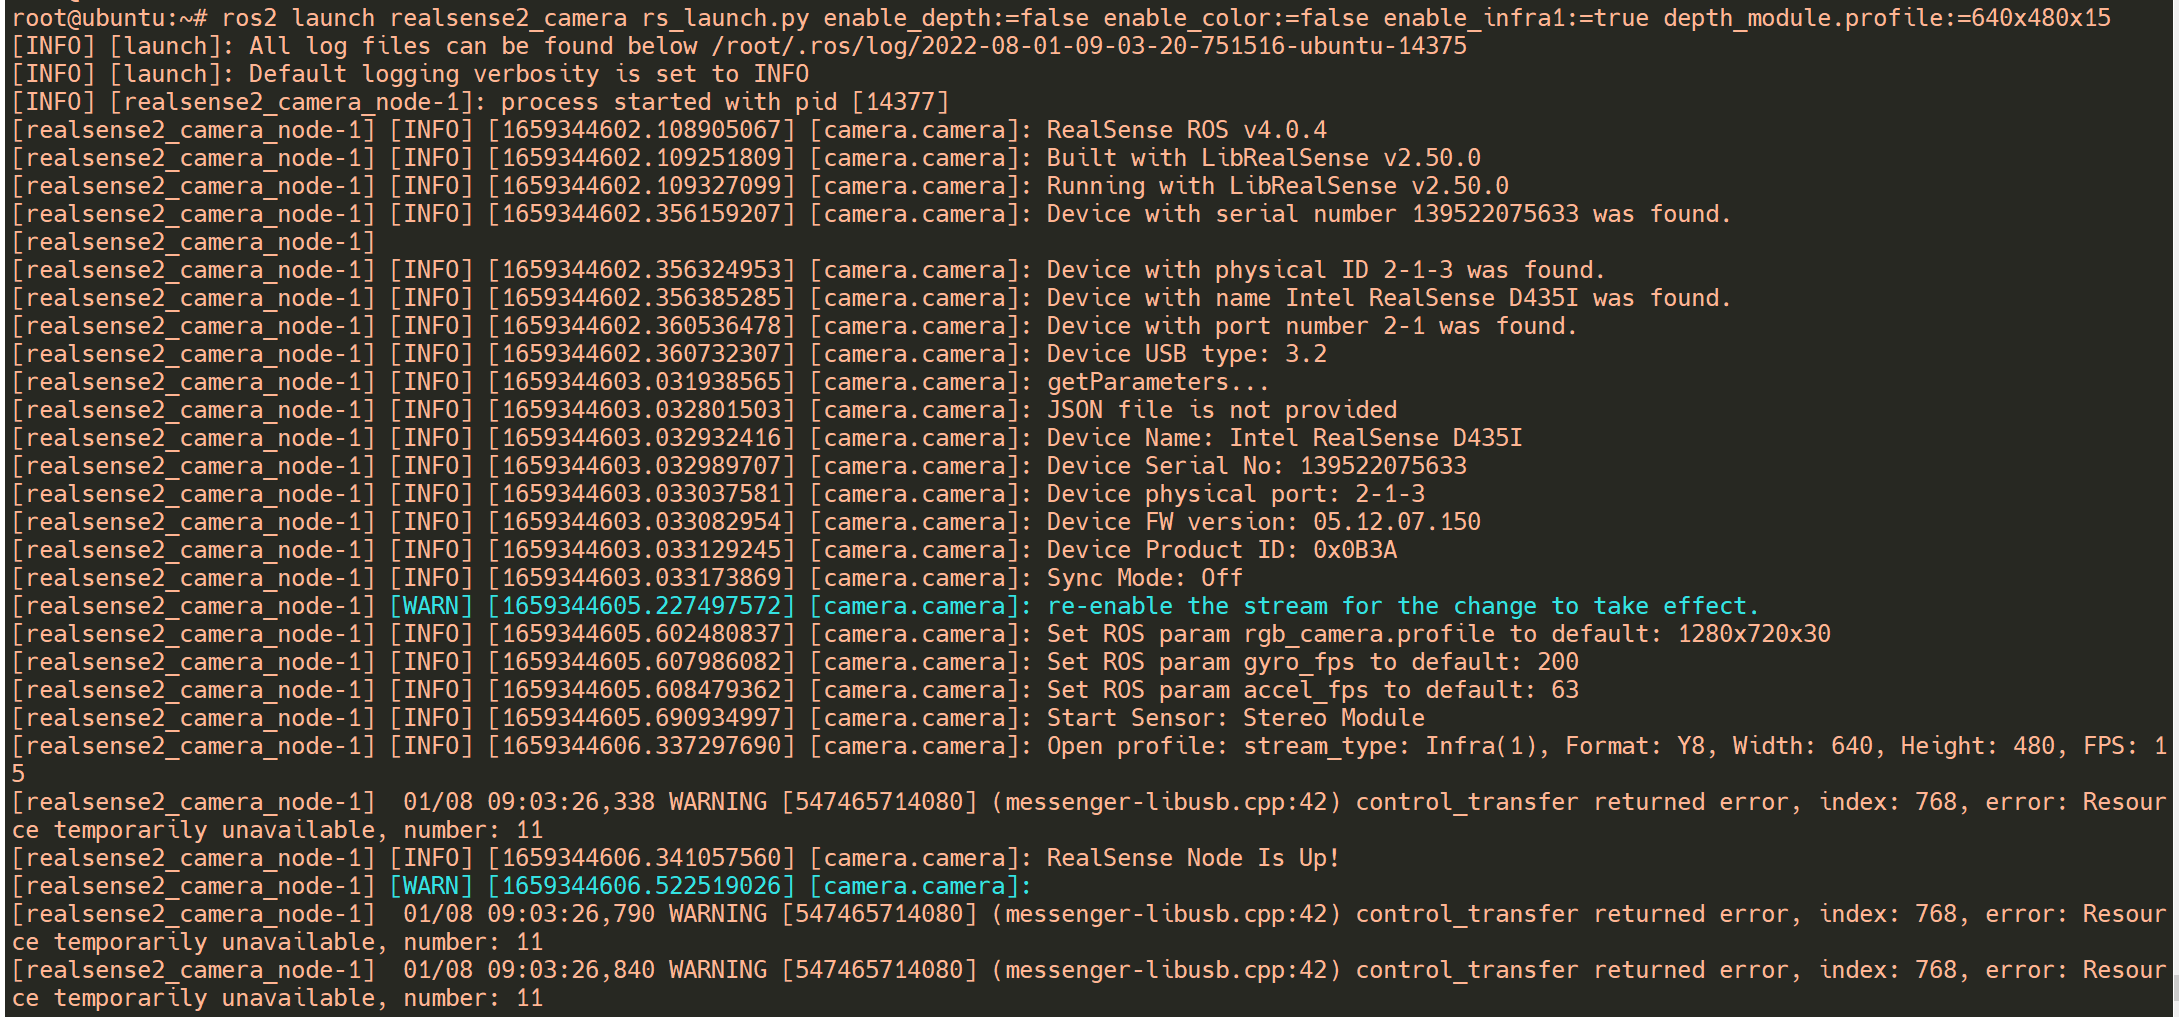 root@ubuntu:~# ros2 launch realsense2_camera rs_launch.py enable_depth:=false enable_color:=false enable_infra1:=true depth_module.profile:=640x480x15
[INFO] [launch]: All log files can be found below /root/.ros/log/2022-08-01-09-03-20-751516-ubuntu-14375
[INFO] [launch]: Default logging verbosity is set to INFO
[INFO] [realsense2_camera_node-1]: process started with pid [14377]
[realsense2_camera_node-1] [INFO] [1659344602.108905067] [camera.camera]: RealSense ROS v4.0.4
[realsense2_camera_node-1] [INFO] [1659344602.109251809] [camera.camera]: Built with LibRealSense v2.50.0
[realsense2_camera_node-1] [INFO] [1659344602.109327099] [camera.camera]: Running with LibRealSense v2.50.0
[realsense2_camera_node-1] [INFO] [1659344602.356159207] [camera.camera]: Device with serial number 139522075633 was found.
[realsense2_camera_node-1]
[realsense2_camera_node-1] [INFO] [1659344602.356324953] [camera.camera]: Device with physical ID 2-1-3 was found.
[realsense2_camera_node-1] [INFO] [1659344602.356385285] [camera.camera]: Device with name Intel RealSense D435I was found.
[realsense2_camera_node-1] [INFO] [1659344602.360536478] [camera.camera]: Device with port number 2-1 was found.
[realsense2_camera_node-1] [INFO] [1659344602.360732307] [camera.camera]: Device USB type: 3.2
[realsense2_camera_node-1] [INFO] [1659344603.031938565] [camera.camera]: getParameters...
[realsense2_camera_node-1] [INFO] [1659344603.032801503] [camera.camera]: JSON file is not provided
[realsense2_camera_node-1] [INFO] [1659344603.032932416] [camera.camera]: Device Name: Intel RealSense D435I
[realsense2_camera_node-1] [INFO] [1659344603.032989707] [camera.camera]: Device Serial No: 139522075633
[realsense2_camera_node-1] [INFO] [1659344603.033037581] [camera.camera]: Device physical port: 2-1-3
[realsense2_camera_node-1] [INFO] [1659344603.033082954] [camera.camera]: Device FW version: 05.12.07.150
[realsense2_camera_node-1] [INFO] [1659344603.033129245] [camera.camera]: Device Product ID: 0x0B3A
[realsense2_camera_node-1] [INFO] [1659344603.033173869] [camera.camera]: Sync Mode: Off
[realsense2_camera_node-1] [WARN] [1659344605.227497572] [camera.camera]: re-enable the stream for the change to take effect.
[realsense2_camera_node-1] [INFO] [1659344605.602480837] [camera.camera]: Set ROS param rgb_camera.profile to default: 1280x720x30
[realsense2_camera_node-1] [INFO] [1659344605.607986082] [camera.camera]: Set ROS param gyro_fps to default: 200
[realsense2_camera_node-1] [INFO] [1659344605.608479362] [camera.camera]: Set ROS param accel_fps to default: 63
[realsense2_camera_node-1] [INFO] [1659344605.690934997] [camera.camera]: Start Sensor: Stereo Module
[realsense2_camera_node-1] [INFO] [1659344606.337297690] [camera.camera]: Open profile: stream_type: Infra(1), Format: Y8, Width: 640, Height: 480, FPS: 1
5
[realsense2_camera_node-1]  01/08 09:03:26,338 WARNING [547465714080] (messenger-libusb.cpp:42) control_transfer returned error, index: 768, error: Resour
ce temporarily unavailable, number: 11
[realsense2_camera_node-1] [INFO] [1659344606.341057560] [camera.camera]: RealSense Node Is Up!
[realsense2_camera_node-1] [WARN] [1659344606.522519026] [camera.camera]:
[realsense2_camera_node-1]  01/08 09:03:26,790 WARNING [547465714080] (messenger-libusb.cpp:42) control_transfer returned error, index: 768, error: Resour
ce temporarily unavailable, number: 11
[realsense2_camera_node-1]  01/08 09:03:26,840 WARNING [547465714080] (messenger-libusb.cpp:42) control_transfer returned error, index: 768, error: Resour
ce temporarily unavailable, number: 11